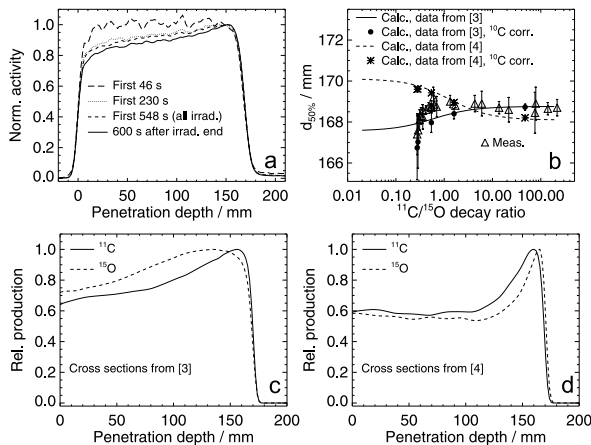 Norm. activity
1.0
0.8
0.6
0.4
0.2
0.0
First 46 s
First 230 s
First 548 s (all irrad.)
600 s after irrad. end
a
0 50 100 150 200
Penetration depth / mm
d50% / mm
172
170
168
166
Calc., data from [3]
Calc., data from [3], 10C corr.
Calc., data from [4]
Calc., data from [4], 10C corr.
Meas.
b
0.01 0.1 1.0 10.0 100.0
11C/15O decay ratio
Rel. production
1.0
0.8
0.6
0.4
0.2
0.0
11C
15O
Cross sections from [3]
c
0 50 100 150 200
Penetration depth / mm
Rel. production
1.0
0.8
0.6
0.4
0.2
0.0
11C
15O
Cross sections from [4]
d
0 50 100 150 200
Penetration depth / mm